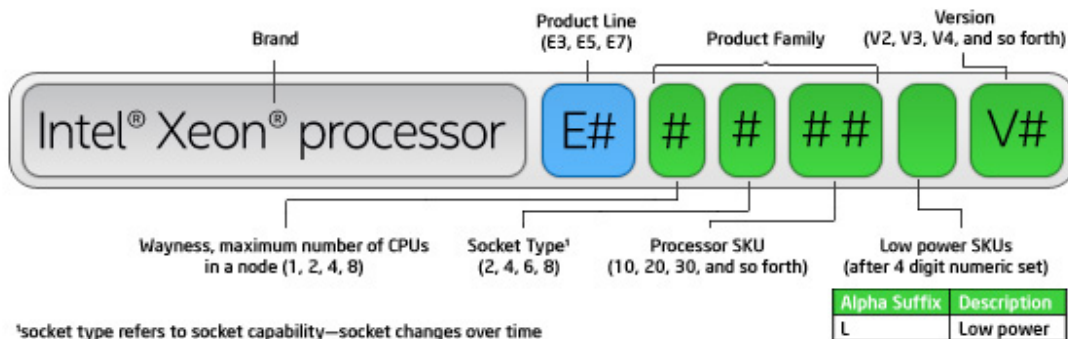 Brand
Product Line
(E3, E5, E7)
Product Family
Version
(V2, V3, V4, and so forth)
Intel® Xeon® processor
E#
#
#
##
V#
Wayness, maximum number of CPUs
in a node (1, 2, 4, 8)
Socket Type¹
(2, 4, 6, 8)
Processor SKU
(10, 20, 30, and so forth)
Low power SKUs
(after 4 digit numeric set)
Alpha Suffix Description
L Low power
¹socket type refers to socket capability—socket changes over time